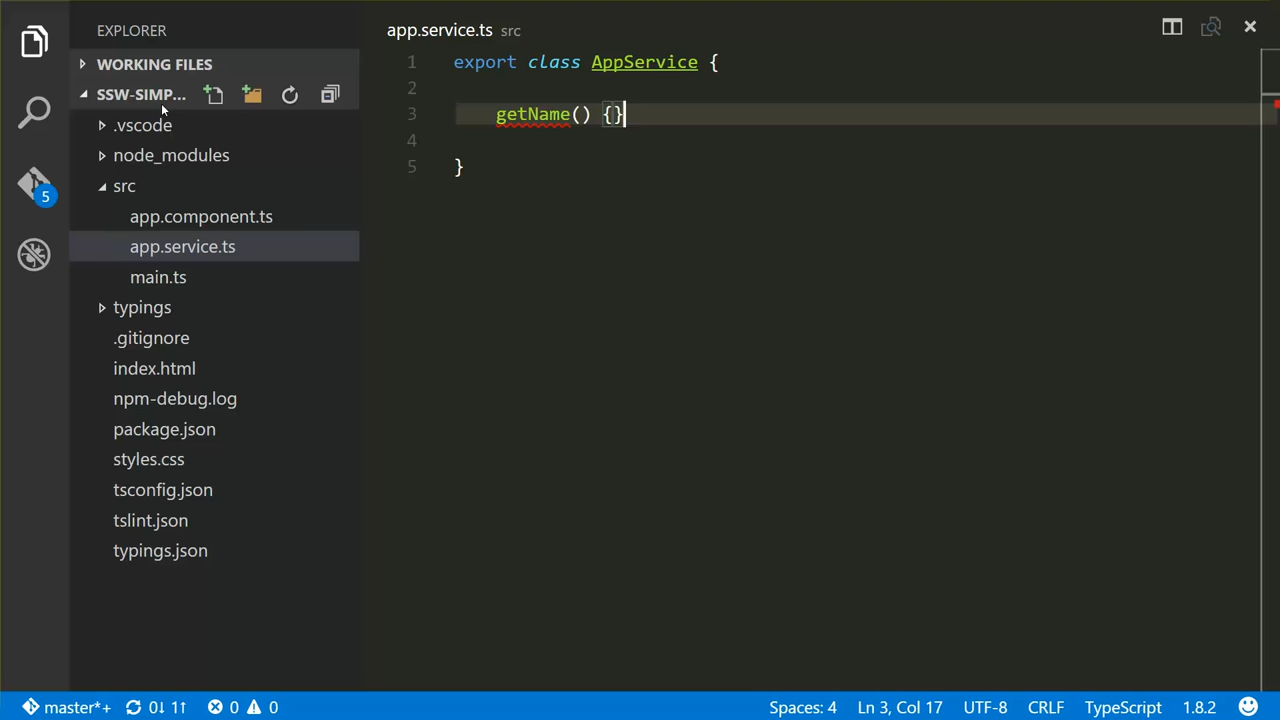 EXPLORER
WORKING FILES
SSW-SIMP...
.vscode
node_modules
src
app.component.ts
app.service.ts
main.ts
typings
.gitignore
index.html
npm-debug.log
package.json
styles.css
tsconfig.json
tslint.json
typings.json
5
app.service.ts src
1 export class AppService {
2
3 getName() {}
4
5 }
master*+ 0↓ 1↑ 0 0 Spaces: 4 Ln 3, Col 17 UTF-8 CRLF TypeScript 1.8.2